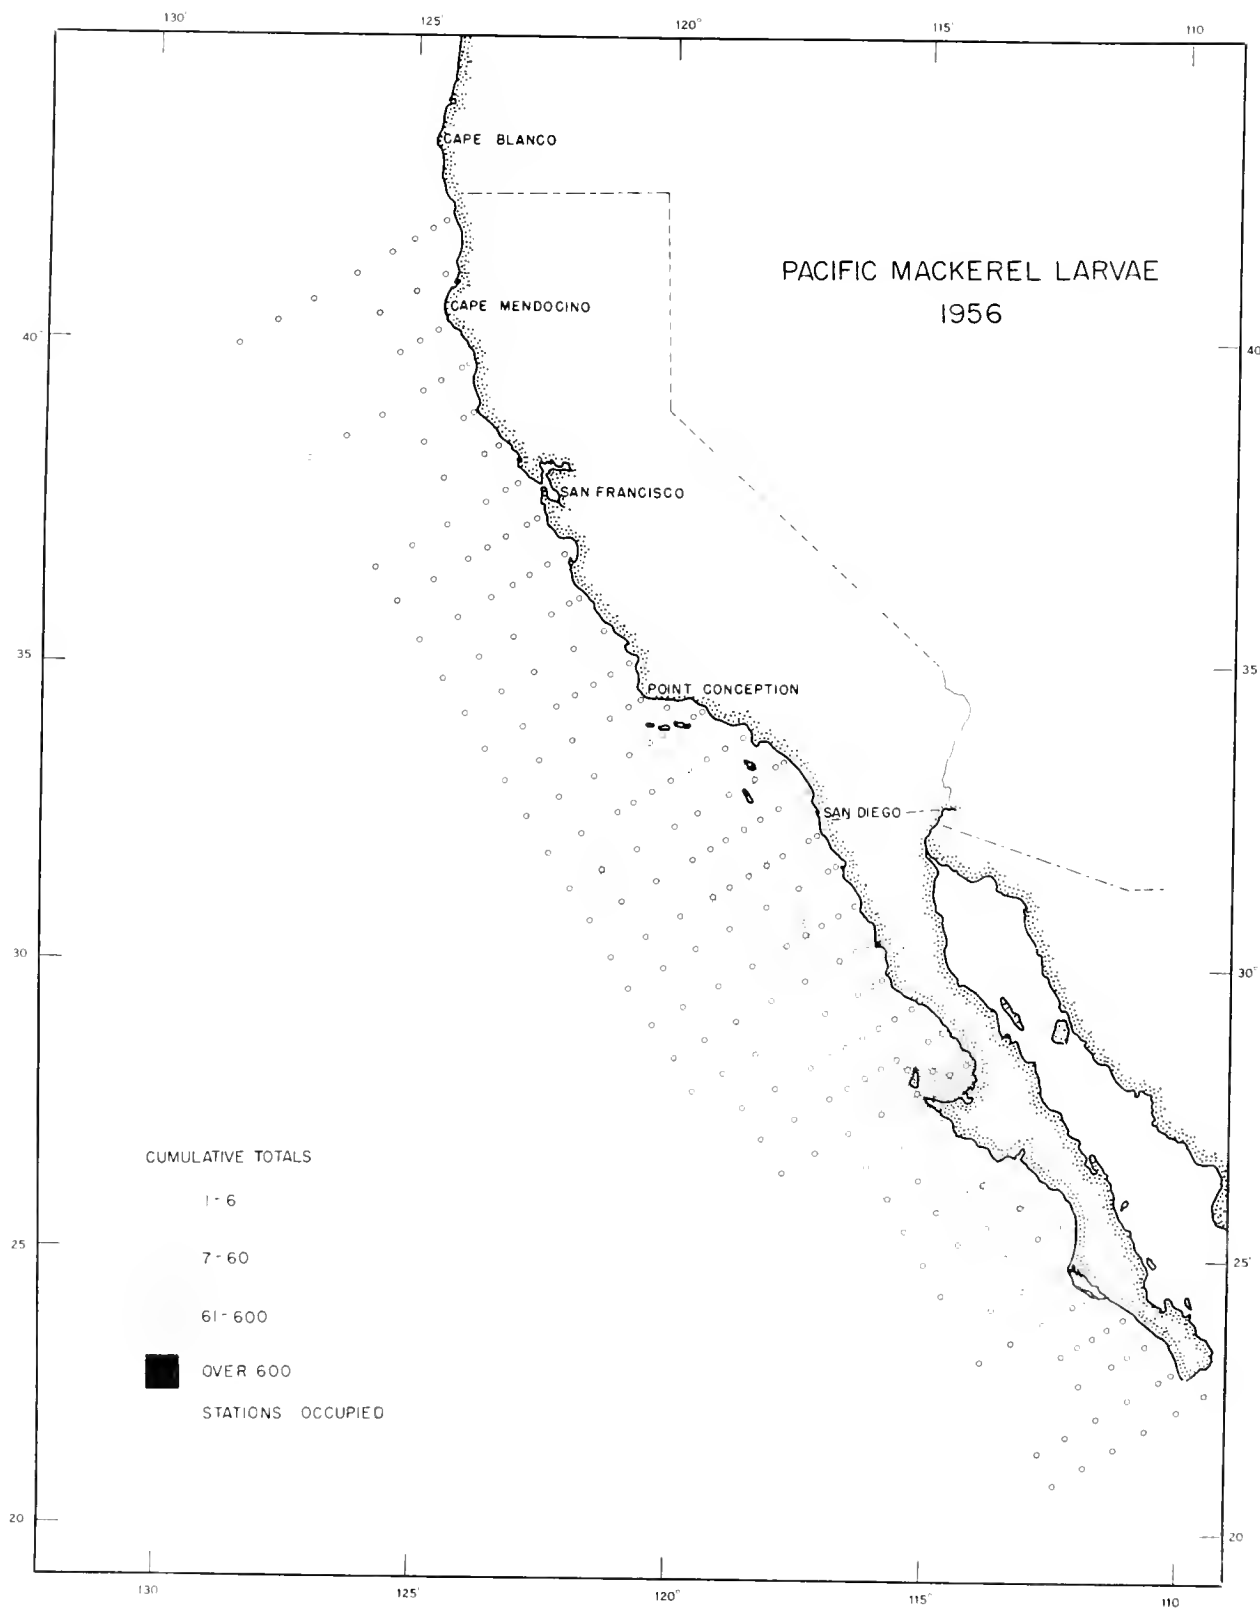 130° 125° 120° 115° 110
CAPE BLANCO
PACIFIC MACKEREL LARVAE
1956
CAPE MENDOCINO
40° 40
SAN FRANCISCO
35 35
POINT CONCEPTION
SAN DIEGO
30 30°
CUMULATIVE TOTALS
1-6
7-60
25 25°
61-600
OVER 600
STATIONS OCCUPIED
20 20
130 125° 120° 115° 110